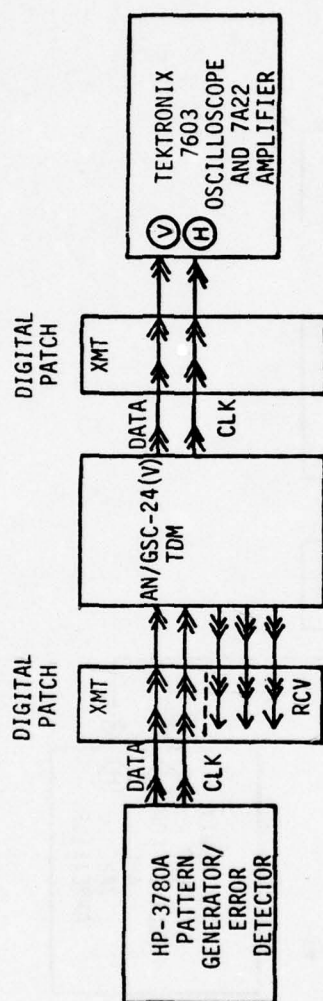 HP-3780A
PATTERN
GENERATOR/
ERROR
DETECTOR
DIGITAL
PATCH
XMT
DATA
CLK
RCV
AN/GSC-24(V)
TDM
DIGITAL
PATCH
XMT
DATA
CLK
V
H
TEKTRONIX
7603
OSCILLOSCOPE
AND 7A22
AMPLIFIER